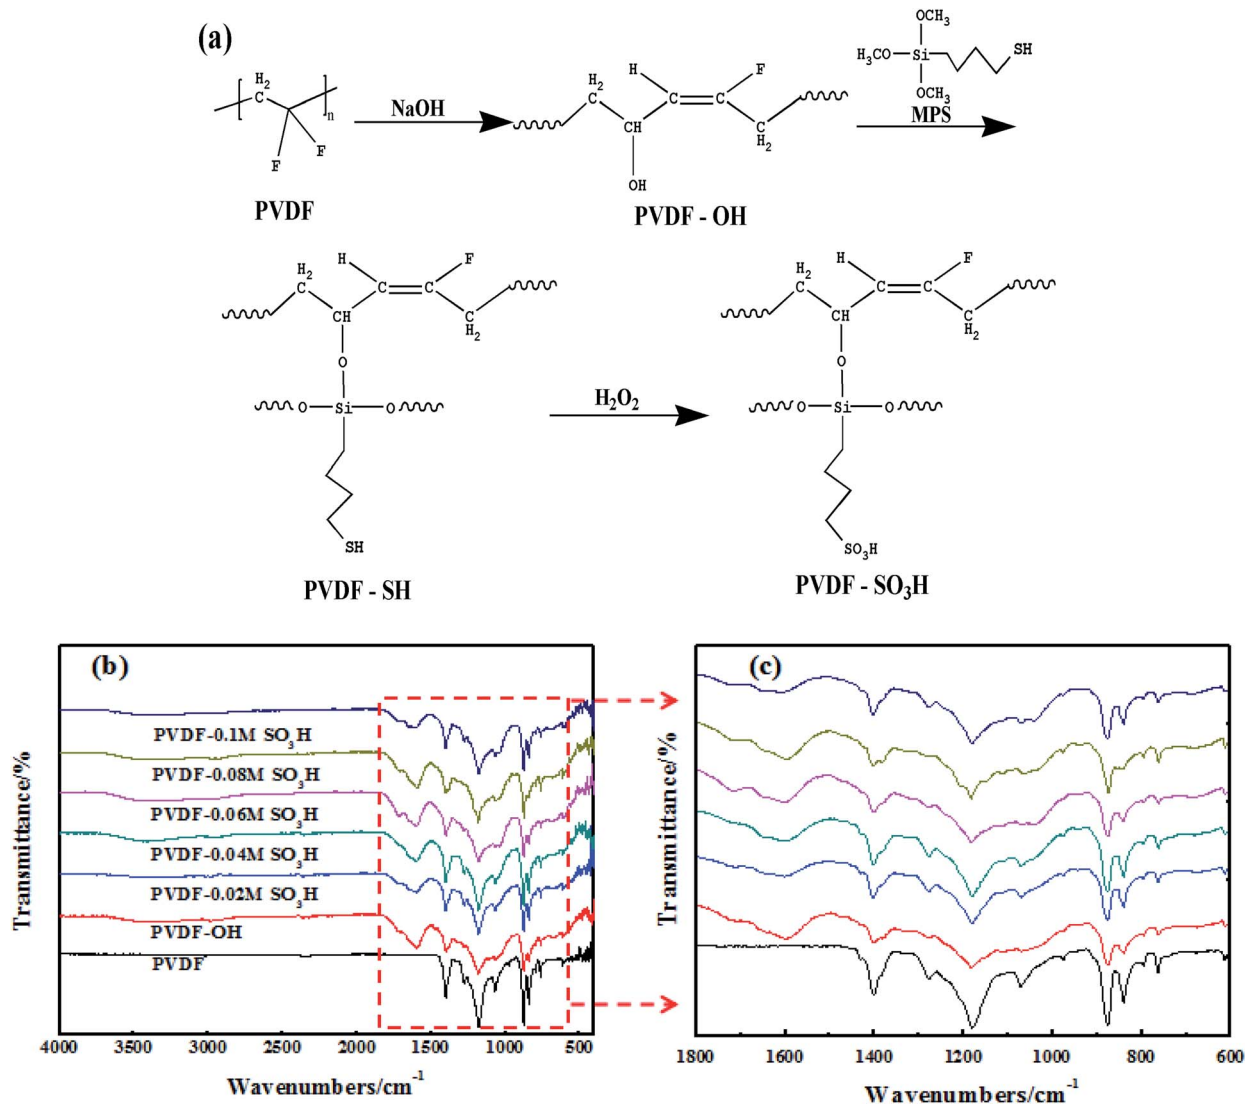 (a)
H₂
C
n
F
F
PVDF
NaOH
H
F
H₂
C
C
C
CH
C
H₂
OH
PVDF - OH
OCH₃
H₃CO
Si
SH
OCH₃
MPS
H
F
H₂
C
C
C
CH
C
H₂
O
O
Si
O
SH
PVDF - SH
H₂O₂
H
F
H₂
C
C
C
CH
C
H₂
O
O
Si
O
SO₃H
PVDF - SO₃H
(b)
Transmittance/%
PVDF-0.1M SO₃H
PVDF-0.08M SO₃H
PVDF-0.06M SO₃H
PVDF-0.04M SO₃H
PVDF-0.02M SO₃H
PVDF-OH
PVDF
4000 3500 3000 2500 2000 1500 1000 500
Wavenumbers/cm⁻¹
(c)
Transmittance/%
1800 1600 1400 1200 1000 800 600
Wavenumbers/cm⁻¹